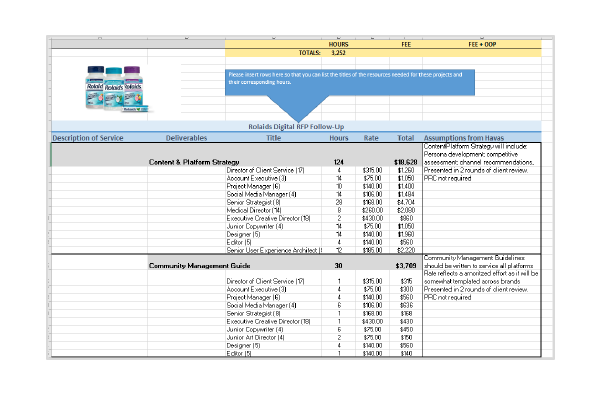 HOURS FEE FEE + OOP
TOTALS: 3,252
Please insert rows here so that you can list the titles of the resources needed for these projects and
their corresponding hours.
Rolaids Rolaids Rolaids
Rolaids Digital RFP Follow-Up
Description of Service Deliverables Title Hours Rate Total Assumptions from Havas
Content/Platform Strategy will include:
Persona development; competitive
Content & Platform Strategy 124 $18,628 assessment; channel recommendations.
Director of Client Service (17) 4 $315.00 $1,260 Presented in 2 rounds of client review.
Account Executive (3) 14 $75.00 $1,050 PRC not required
Project Manager (6) 10 $140.00 $1,400
Social Media Manager (4) 14 $106.00 $1,484
Senior Strategist (8) 28 $168.00 $4,704
Medical Director (14) 8 $260.00 $2,080
Executive Creative Director (18) 2 $430.00 $860
Junior Copywriter (4) 14 $75.00 $1,050
Designer (5) 14 $140.00 $1,960
Editor (5) 4 $140.00 $560
Senior User Experience Architect ( 12 $185.00 $2,220
Community Management Guidelines
Community Management Guide 30 $3,709 should be written to service all platforms
Rate reflects a amoritzed effort as it will be
Director of Client Service (17) 1 $315.00 $315 somewhat templated across brands
Account Executive (3) 4 $75.00 $300 Presented in 2 rounds of client review.
Project Manager (6) 4 $140.00 $560 PRC not required
Social Media Manager (4) 6 $106.00 $636
Senior Strategist (8) 1 $168.00 $168
Executive Creative Director (18) 1 $430.00 $430
Junior Copywriter (4) 6 $75.00 $450
Junior Art Director (4) 2 $75.00 $150
Designer (5) 4 $140.00 $560
Editor (5) 1 $140.00 $140